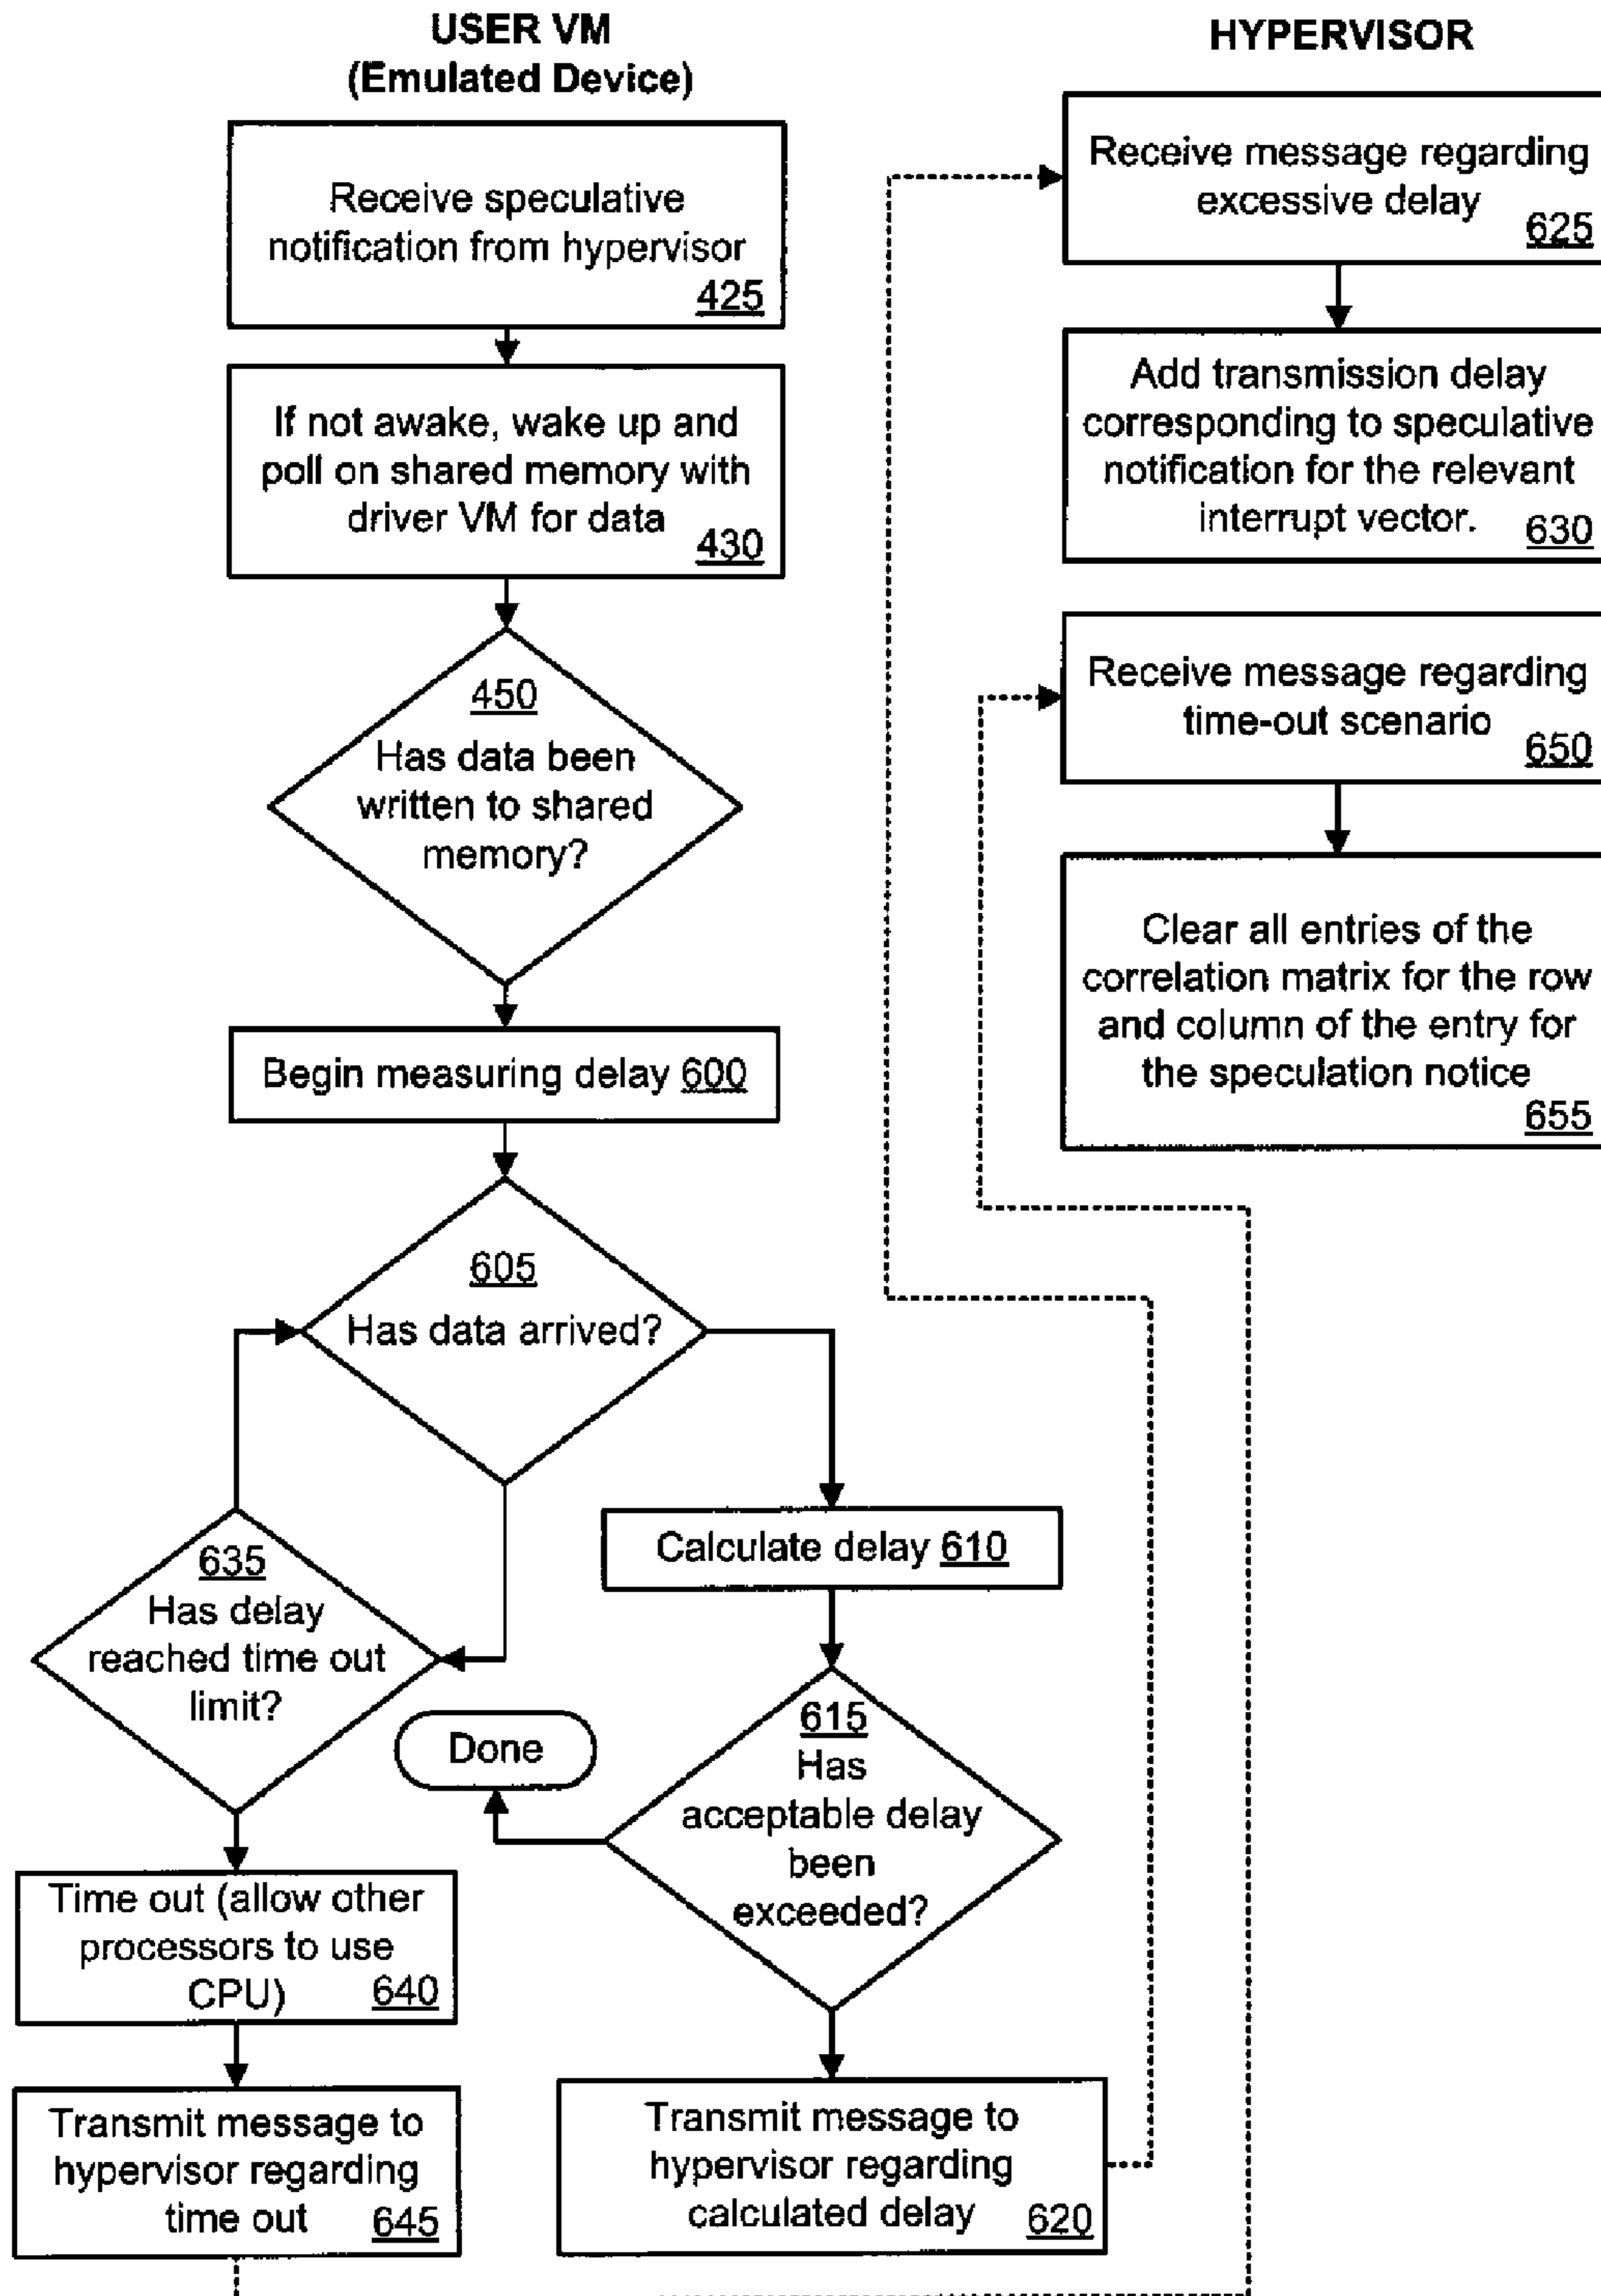 USER VM
(Emulated Device)
Receive speculative
notification from hypervisor
425
If not awake, wake up and
poll on shared memory with
driver VM for data
430
450
Has data been
written to shared
memory?
Begin measuring delay 600
605
Has data arrived?
Calculate delay 610
635
Has delay
reached time out
limit?
Done
615
Has
acceptable delay
been
exceeded?
Time out (allow other
processors to use
CPU) 640
Transmit message to
hypervisor regarding
time out 645
Transmit message to
hypervisor regarding
calculated delay 620
HYPERVISOR
Receive message regarding
excessive delay
625
Add transmission delay
corresponding to speculative
notification for the relevant
interrupt vector. 630
Receive message regarding
time-out scenario
650
Clear all entries of the
correlation matrix for the row
and column of the entry for
the speculation notice
655